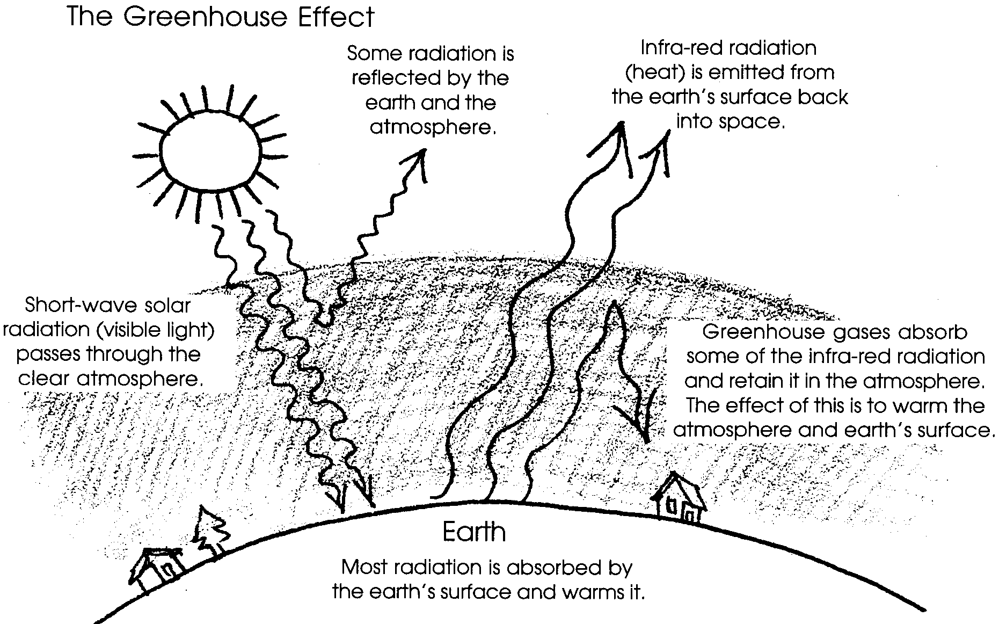 The Greenhouse Effect
Some radiation is
reflected by the
earth and the
atmosphere.
Infra-red radiation
(heat) is emitted from
the earth's surface back
into space.
Short-wave solar
radiation (visible light)
passes through the
clear atmosphere.
Greenhouse gases absorb
some of the infra-red radiation
and retain it in the atmosphere.
The effect of this is to warm the
atmosphere and earth's surface.
Earth
Most radiation is absorbed by
the earth's surface and warms it.